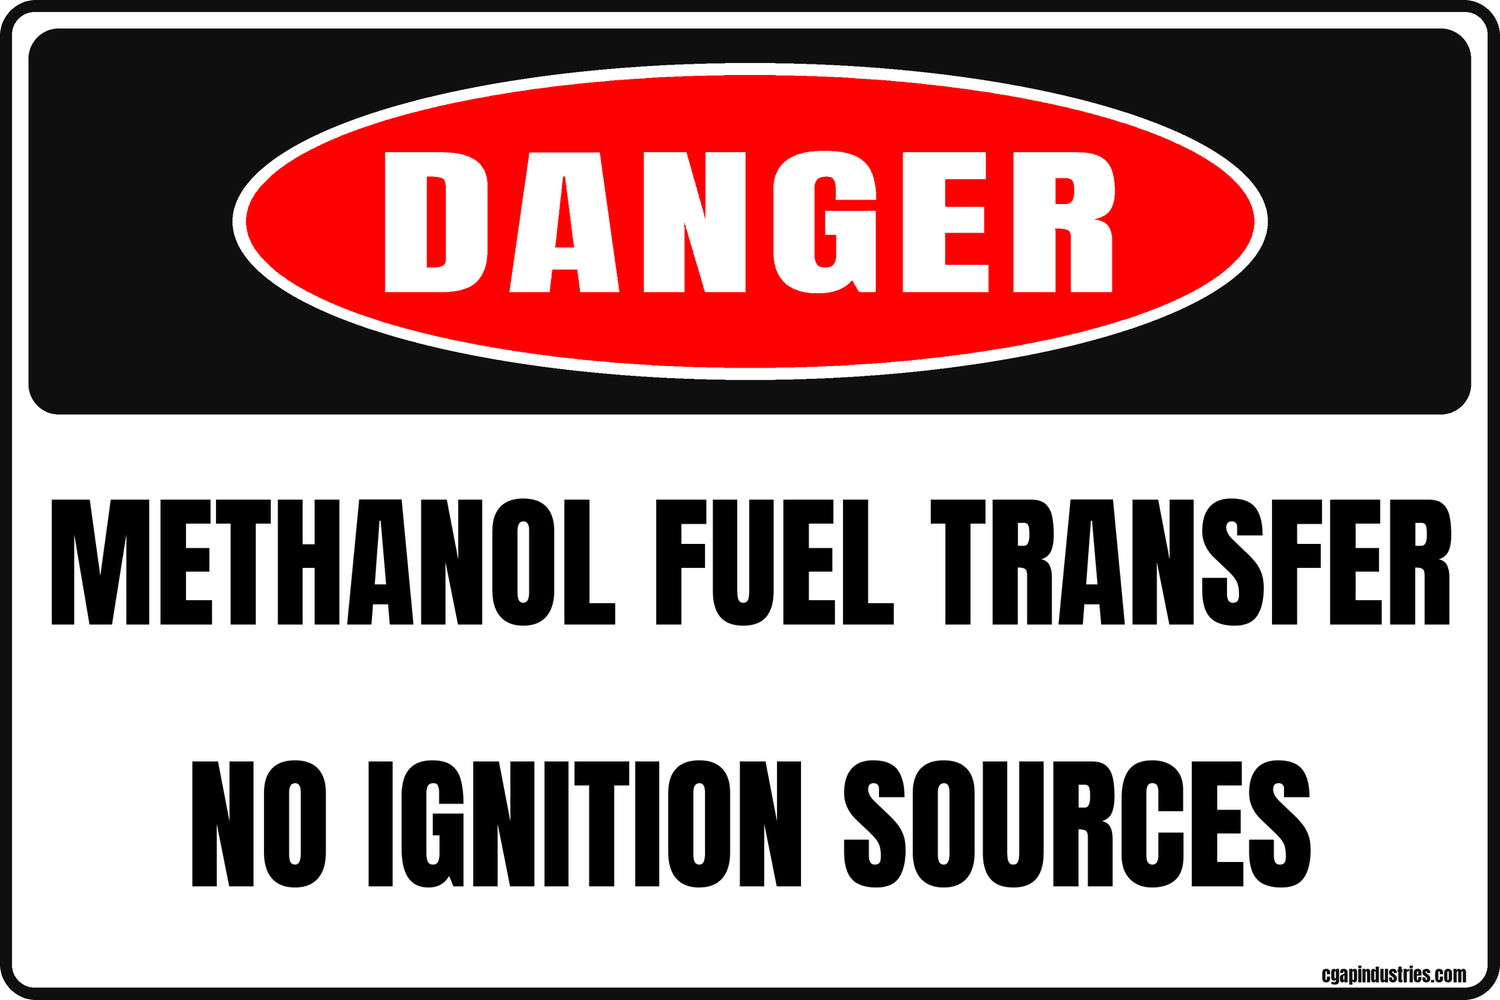 DANGER
METHANOL FUEL TRANSFER
NO IGNITION SOURCES
cgapindustries.com